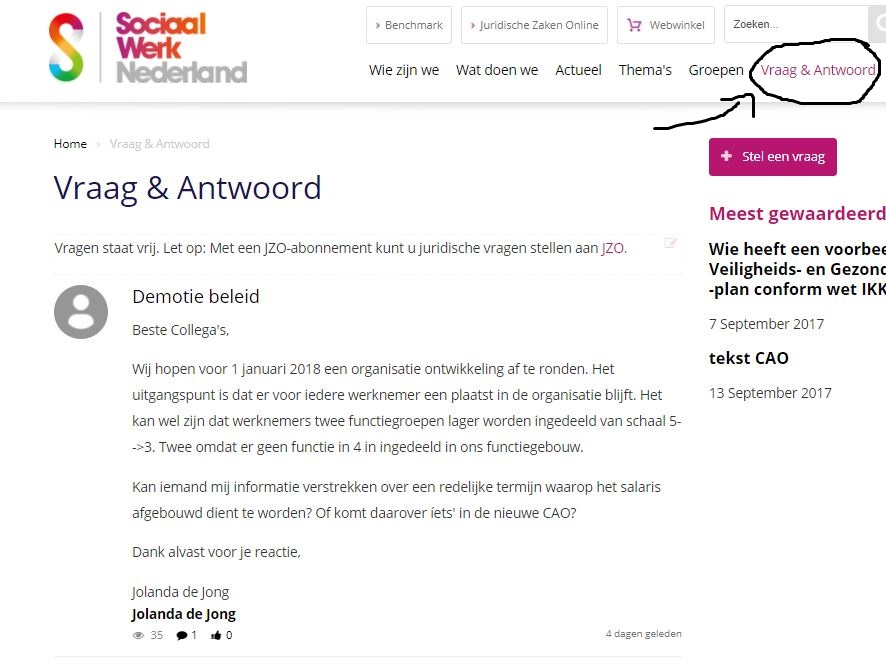 Sociaal
Werk
Nederland
› Benchmark
› Juridische Zaken Online
Webwinkel
Zoeken...
Wie zijn we
Wat doen we
Actueel
Thema's
Groepen
Vraag & Antwoord
Home › Vraag & Antwoord
Vraag & Antwoord
Vragen staat vrij. Let op: Met een JZO-abonnement kunt u juridische vragen stellen aan JZO.
Demotie beleid
Beste Collega's,
Wij hopen voor 1 januari 2018 een organisatie ontwikkeling af te ronden. Het
uitgangspunt is dat er voor iedere werknemer een plaatst in de organisatie blijft. Het
kan wel zijn dat werknemers twee functiegroepen lager worden ingedeeld van schaal 5-
->3. Twee omdat er geen functie in 4 in ingedeeld in ons functiegebouw.
Kan iemand mij informatie verstrekken over een redelijke termijn waarop het salaris
afgebouwd dient te worden? Of komt daarover íets' in de nieuwe CAO?
Dank alvast voor je reactie,
Jolanda de Jong
Jolanda de Jong
35 1 0
4 dagen geleden
+ Stel een vraag
Meest gewaardeerd
Wie heeft een voorbee
Veiligheids- en Gezond
-plan conform wet IKK
7 September 2017
tekst CAO
13 September 2017